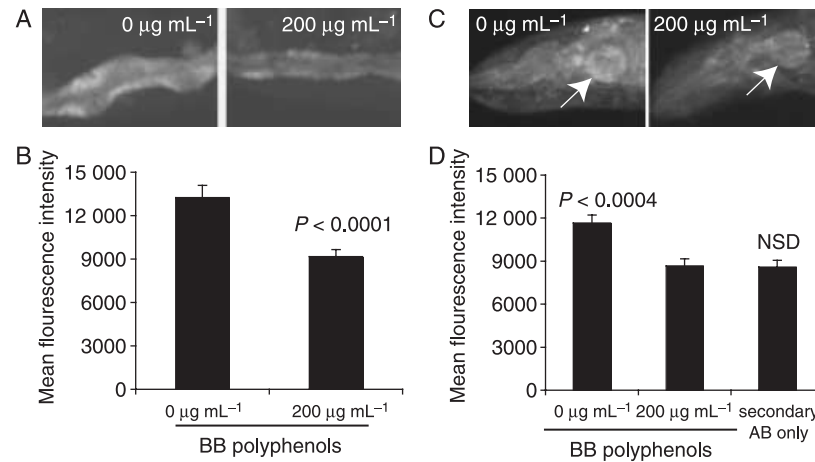 A
0 μg mL–1
200 μg mL–1
B
Mean flourescence intensity
15 000
12 000
9000
6000
3000
0
P < 0.0001
0 μg mL–1
200 μg mL–1
BB polyphenols
C
0 μg mL–1
200 μg mL–1
D
Mean flourescence intensity
15 000
12 000
9000
6000
3000
0
P < 0.0004
NSD
0 μg mL–1
200 μg mL–1
secondary
AB only
BB polyphenols